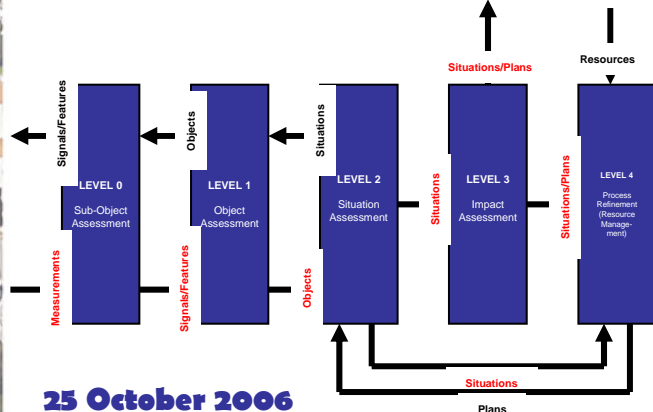 Situations/Plans
Resources
Signals/Features
Objects
Situations
LEVEL 0
Sub-Object
Assessment
LEVEL 1
Object
Assessment
LEVEL 2
Situation
Assessment
LEVEL 3
Impact
Assessment
LEVEL 4
Process
Refinement
(Resource
Manage-
ment)
Measurements
Signals/Features
Objects
Situations
Situations/Plans
Situations
Plans
25 October 2006